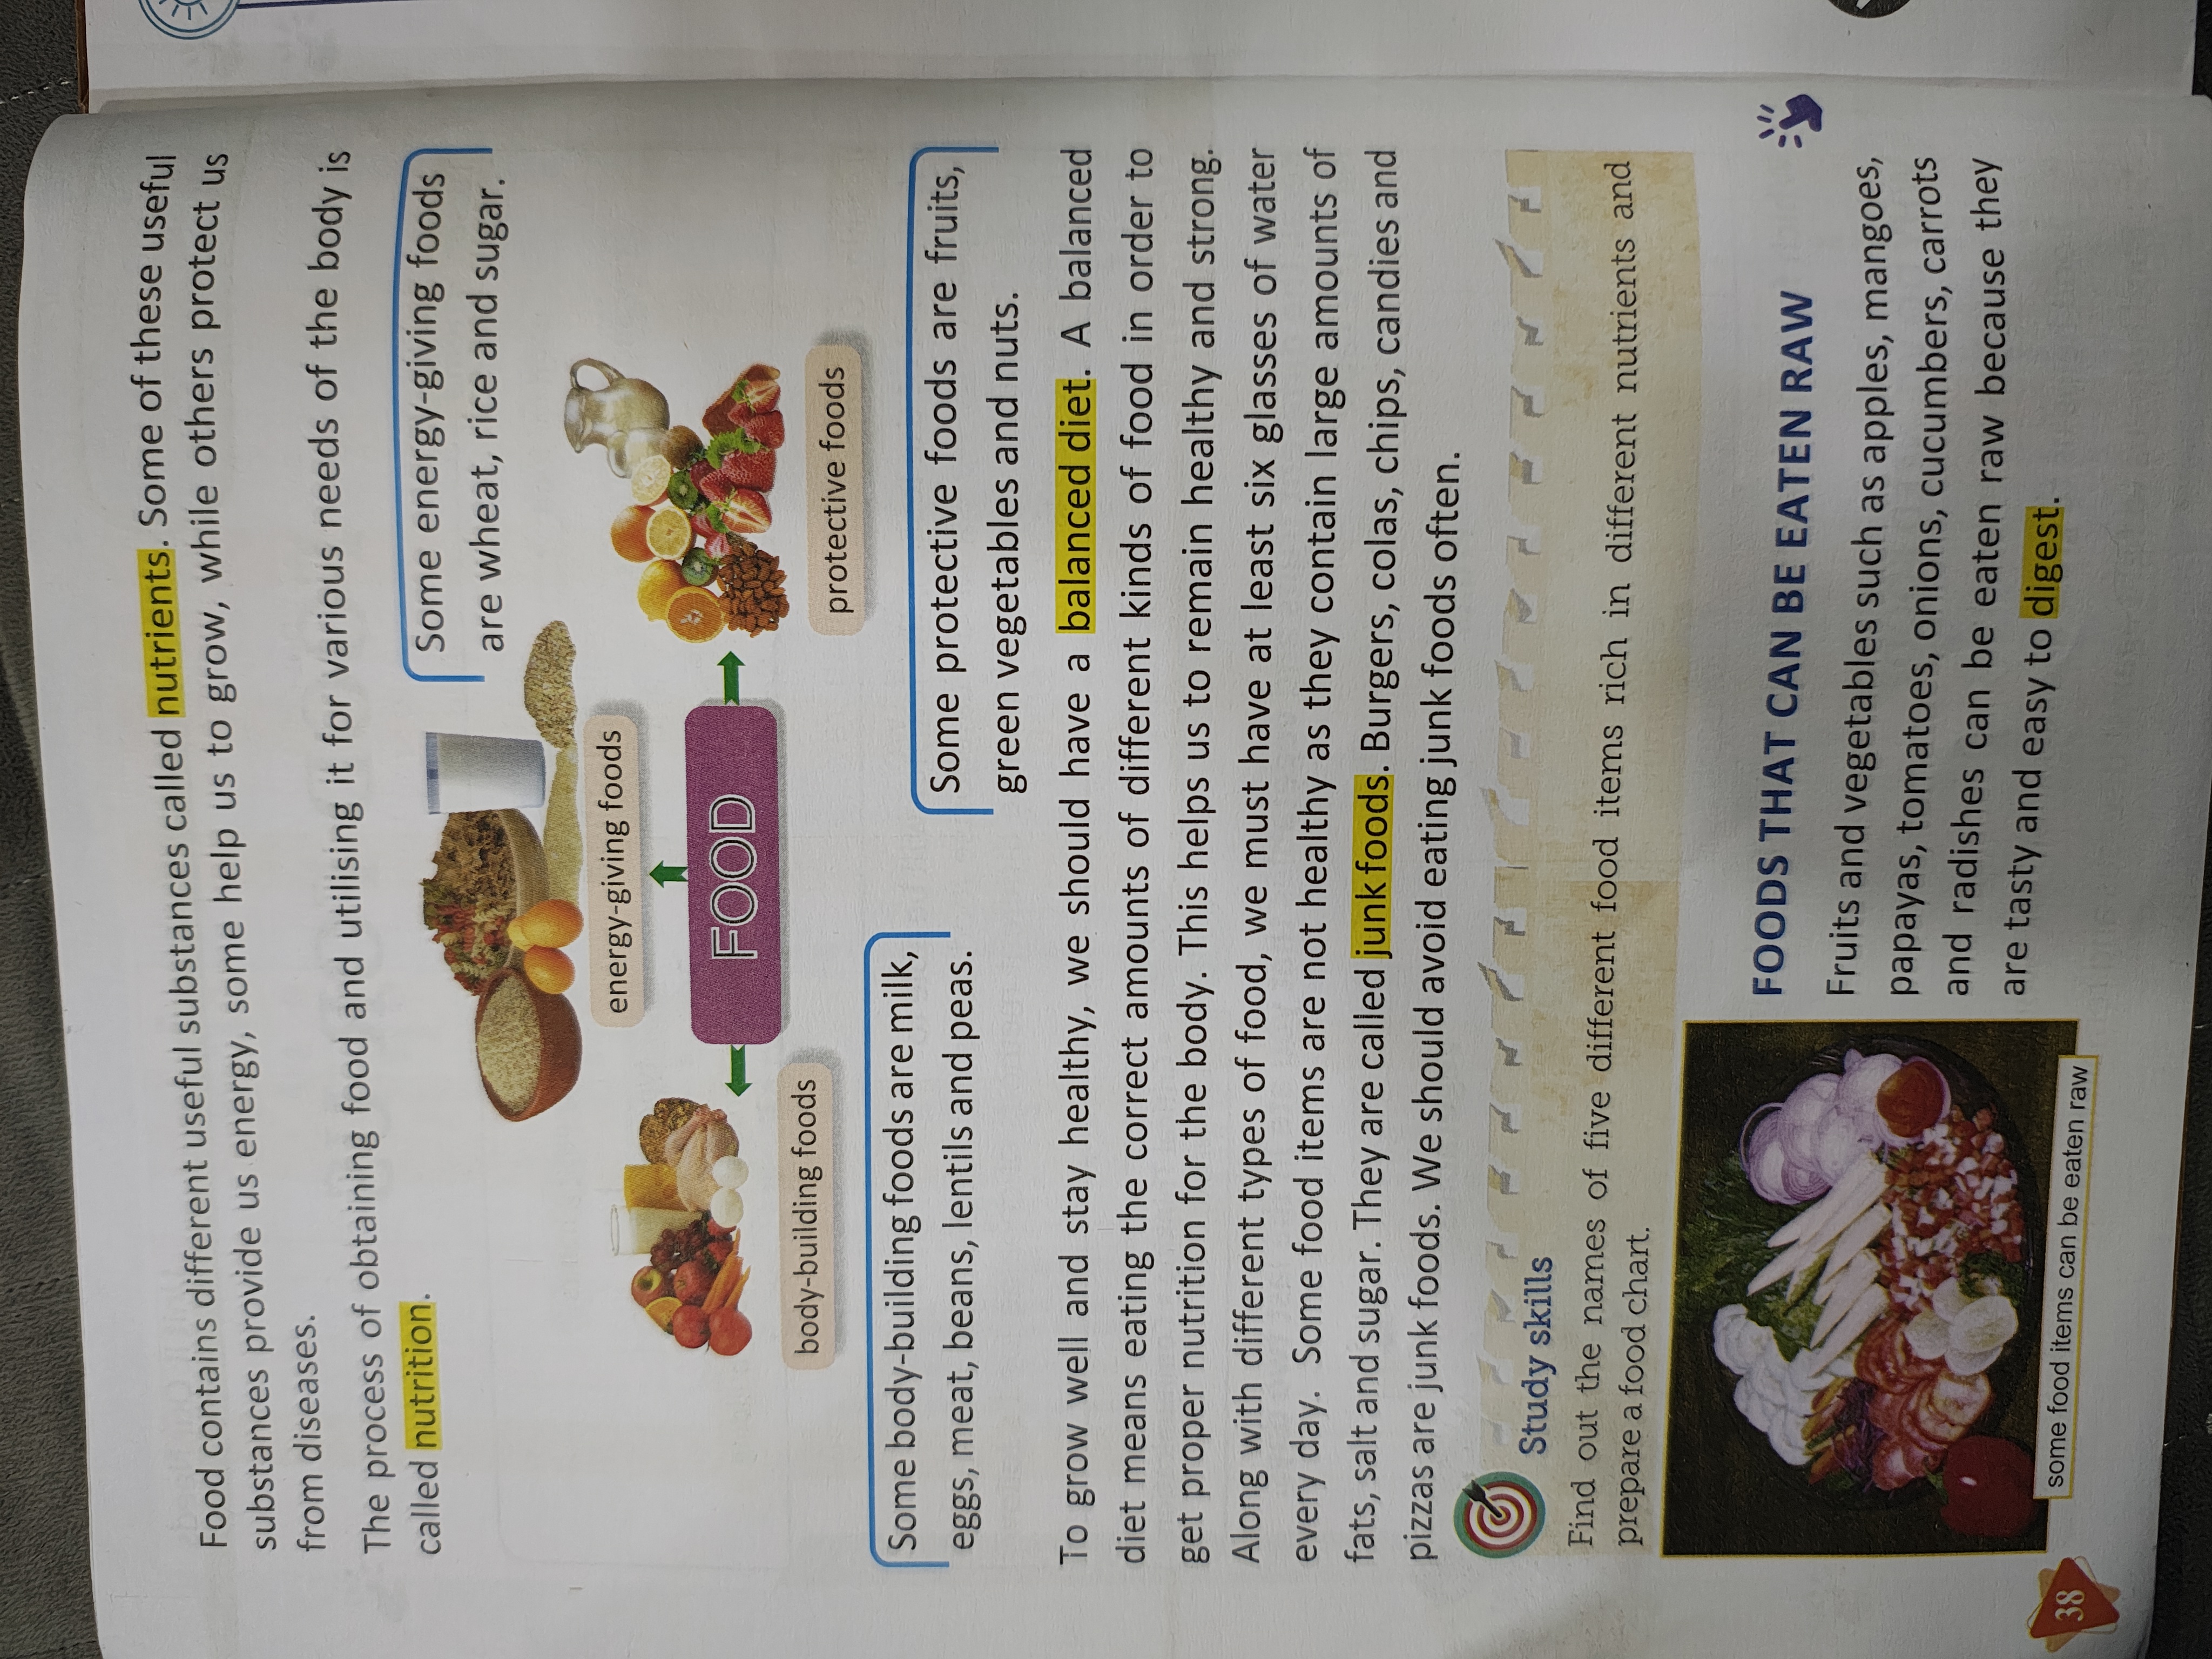 Food contains different useful substances called nutrients. Some of these useful
substances provide us energy, some help us to grow, while others protect us
from diseases.
The process of obtaining food and utilising it for various needs of the body is
called nutrition.
Some energy-giving foods
are wheat, rice and sugar.
energy-giving foods
FOOD
body-building foods
protective foods
Some body-building foods are milk,
eggs, meat, beans, lentils and peas.
Some protective foods are fruits,
green vegetables and nuts.
To grow well and stay healthy, we should have a balanced diet. A balanced
diet means eating the correct amounts of different kinds of food in order to
get proper nutrition for the body. This helps us to remain healthy and strong.
Along with different types of food, we must have at least six glasses of water
every day. Some food items are not healthy as they contain large amounts of
fats, salt and sugar. They are called junk foods. Burgers, colas, chips, candies and
pizzas are junk foods. We should avoid eating junk foods often.
Study skills
Find out the names of five different food items rich in different nutrients and
prepare a food chart.
FOODS THAT CAN BE EATEN RAW
Fruits and vegetables such as apples, mangoes,
papayas, tomatoes, onions, cucumbers, carrots
and radishes can be eaten raw because they
are tasty and easy to digest.
some food items can be eaten raw
38